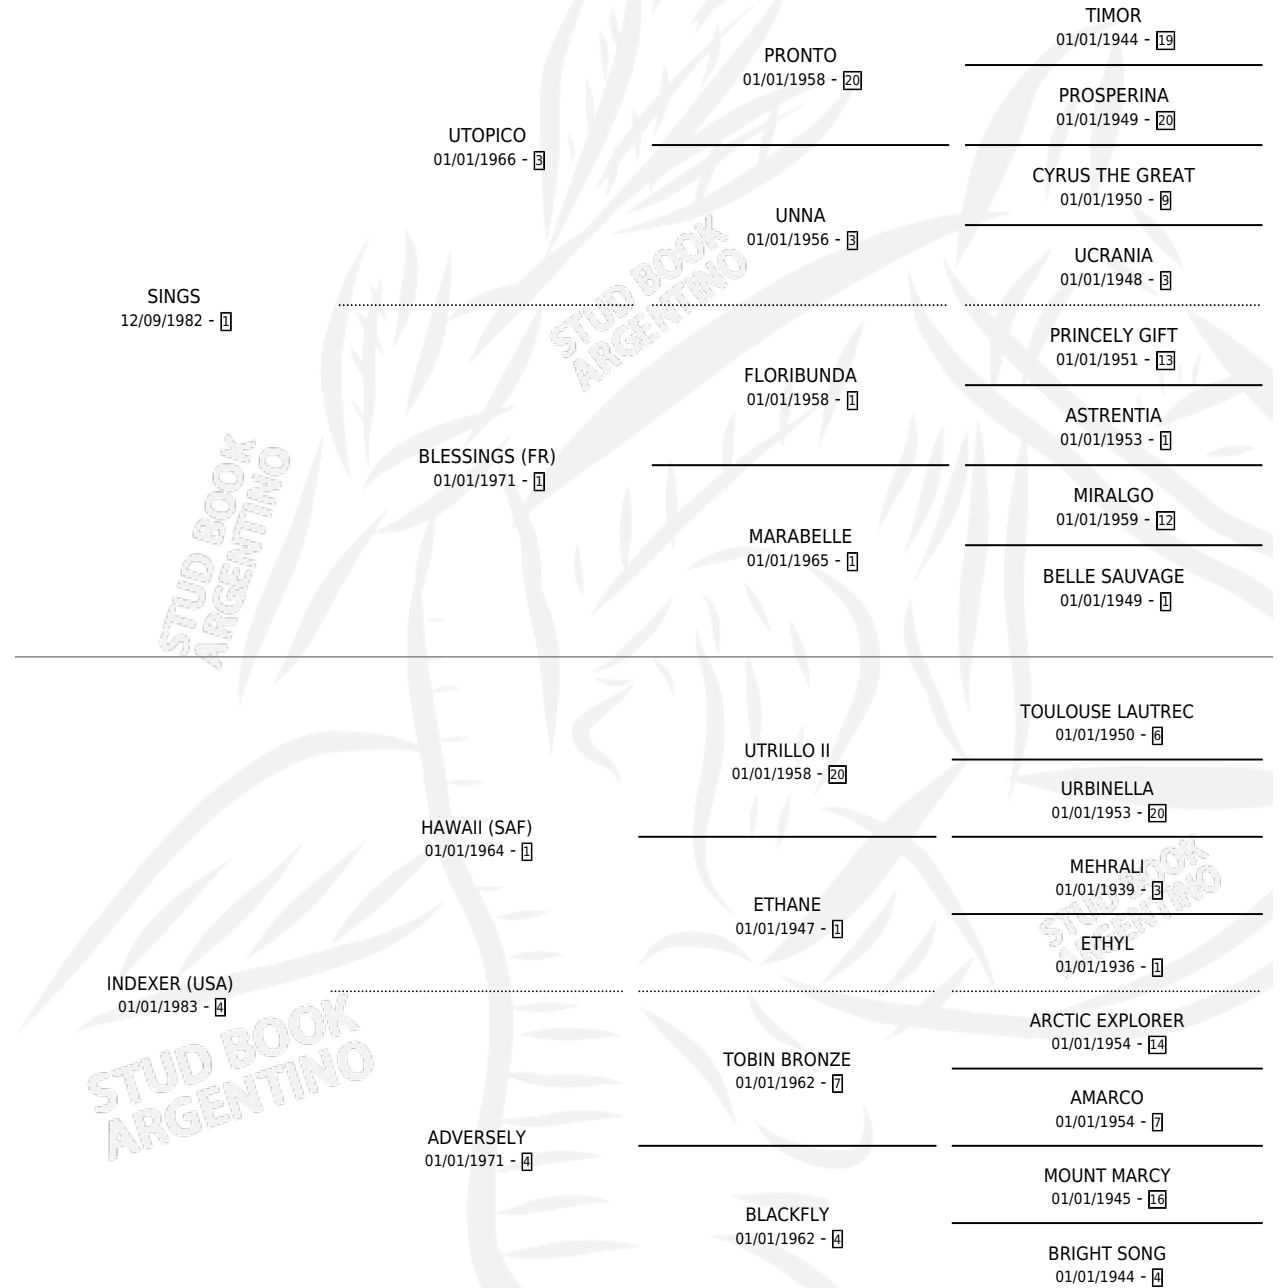 TIMOR
01/01/1944 - 19
PRONTO
01/01/1958 - 20
PROSPERINA
01/01/1949 - 20
UTOPICO
01/01/1966 - 3
CYRUS THE GREAT
01/01/1950 - 9
UNNA
01/01/1956 - 3
UCRANIA
01/01/1948 - 3
SINGS
12/09/1982 - 1
PRINCELY GIFT
01/01/1951 - 13
FLORIBUNDA
01/01/1958 - 1
ASTRENTIA
01/01/1953 - 1
BLESSINGS (FR)
01/01/1971 - 1
MIRALGO
01/01/1959 - 12
MARABELLE
01/01/1965 - 1
BELLE SAUVAGE
01/01/1949 - 1
STUD BOOK
ARGENTINO
STUD BOOK
ARGENTINO
TOULOUSE LAUTREC
01/01/1950 - 6
UTRILLO II
01/01/1958 - 20
URBINELLA
01/01/1953 - 20
HAWAII (SAF)
01/01/1964 - 1
MEHRALI
01/01/1939 - 3
ETHANE
01/01/1947 - 1
ETHYL
01/01/1936 - 1
INDEXER (USA)
01/01/1983 - 4
ARCTIC EXPLORER
01/01/1954 - 14
TOBIN BRONZE
01/01/1962 - 7
AMARCO
01/01/1954 - 7
ADVERSELY
01/01/1971 - 4
MOUNT MARCY
01/01/1945 - 16
BLACKFLY
01/01/1962 - 4
BRIGHT SONG
01/01/1944 - 4
STUD BOOK
ARGENTINO
STUD BOOK
ARGENTINO